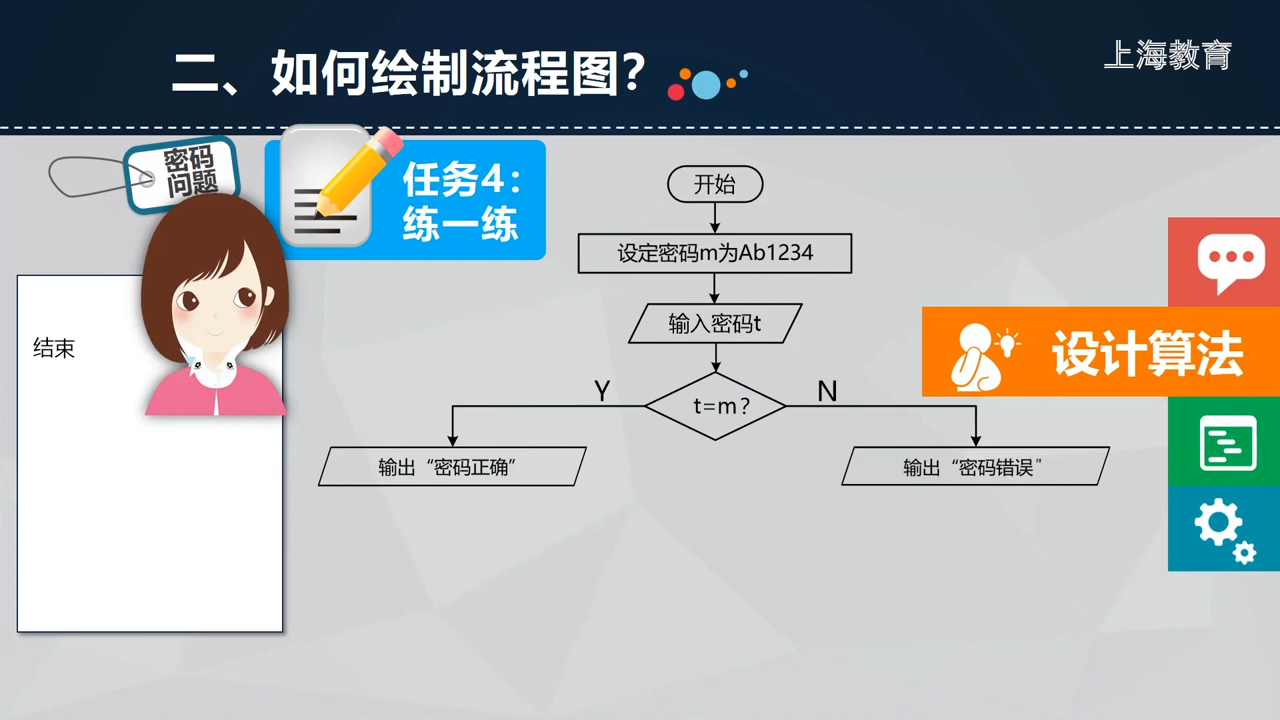 二、如何绘制流程图?
上海教育
密码
问题
任务4:
练一练
开始
设定密码m为Ab1234
输入密码t
结束
设计算法
Y
N
t=m?
输出“密码正确”
输出“密码错误"